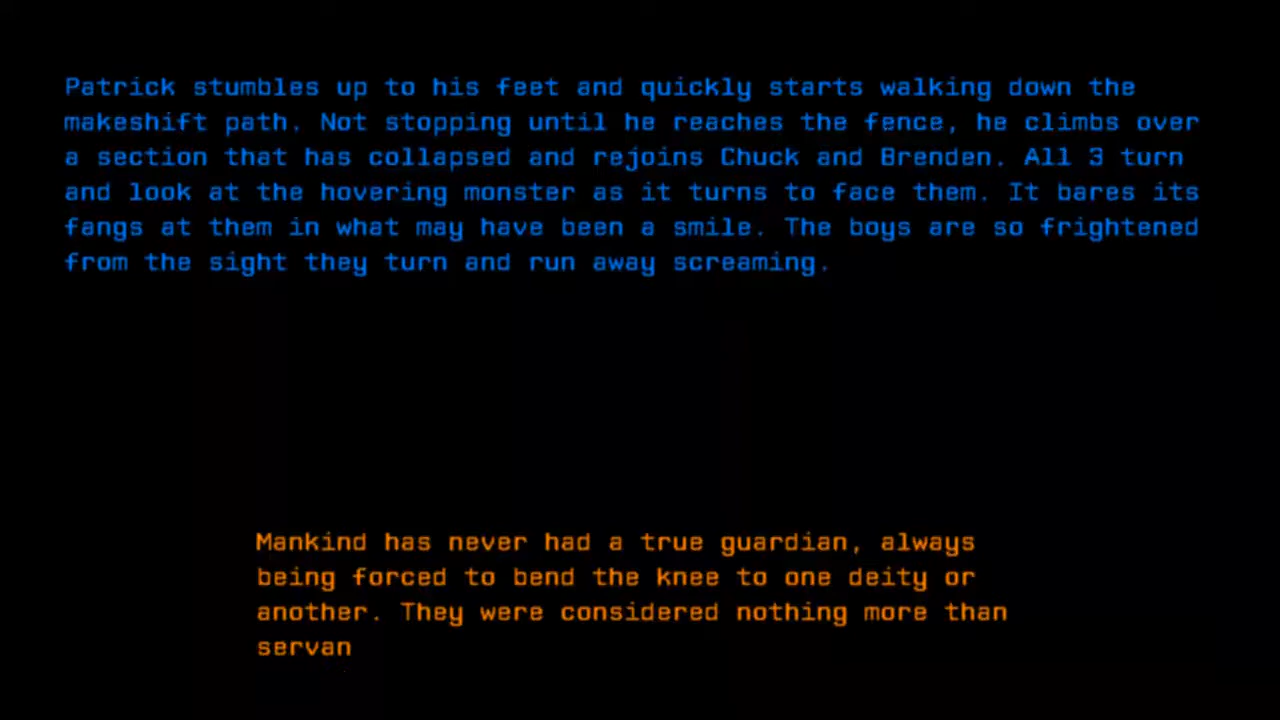 Patrick stumbles up to his feet and quickly starts walking down the
makeshift path. Not stopping until he reaches the fence, he climbs over
a section that has collapsed and rejoins Chuck and Brenden. All 3 turn
and look at the hovering monster as it turns to face them. It bares its
fangs at them in what may have been a smile. The boys are so frightened
from the sight they turn and run away screaming.
Mankind has never had a true guardian, always
being forced to bend the knee to one deity or
another. They were considered nothing more than
servan